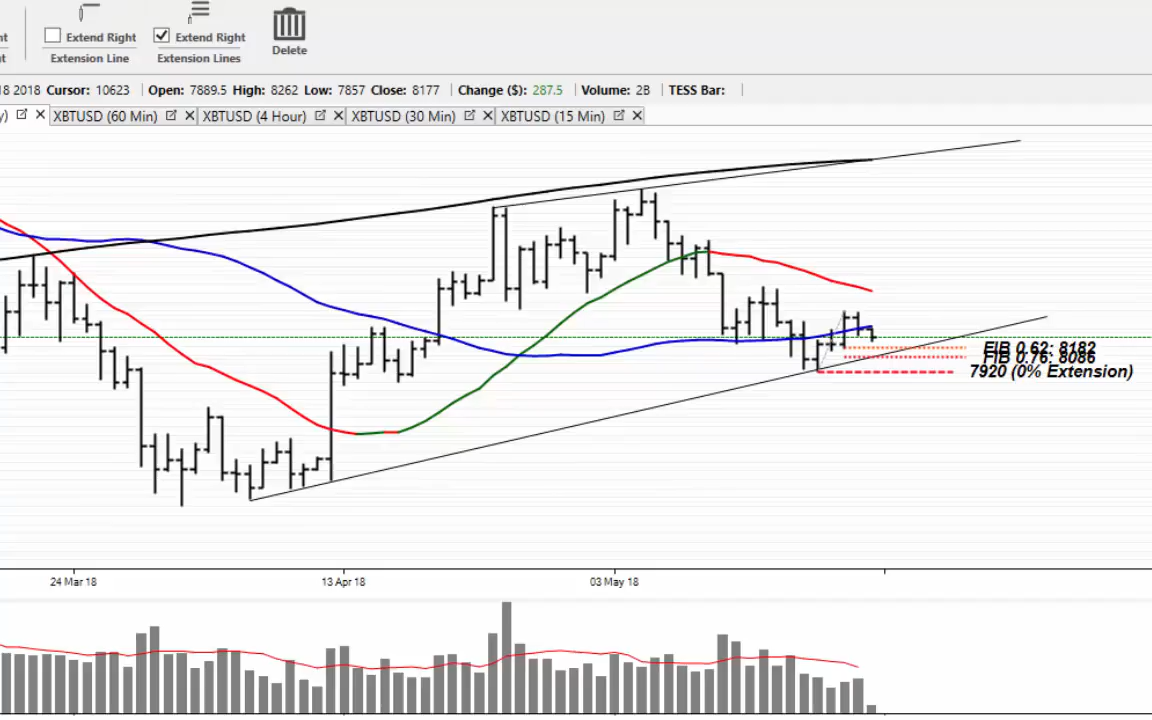 nt Extend Right Extend Right
t Extension Line Extension Lines Delete
18 2018 Cursor: 10623 Open: 7889.5 High: 8262 Low: 7857 Close: 8177 Change ($): 287.5 Volume: 2B TESS Bar:
y) XBTUSD (60 Min) XBTUSD (4 Hour) XBTUSD (30 Min) XBTUSD (15 Min)
FIB 0.62: 8182
FIB 0.76: 8086
7920 (0% Extension)
24 Mar 18 13 Apr 18 03 May 18